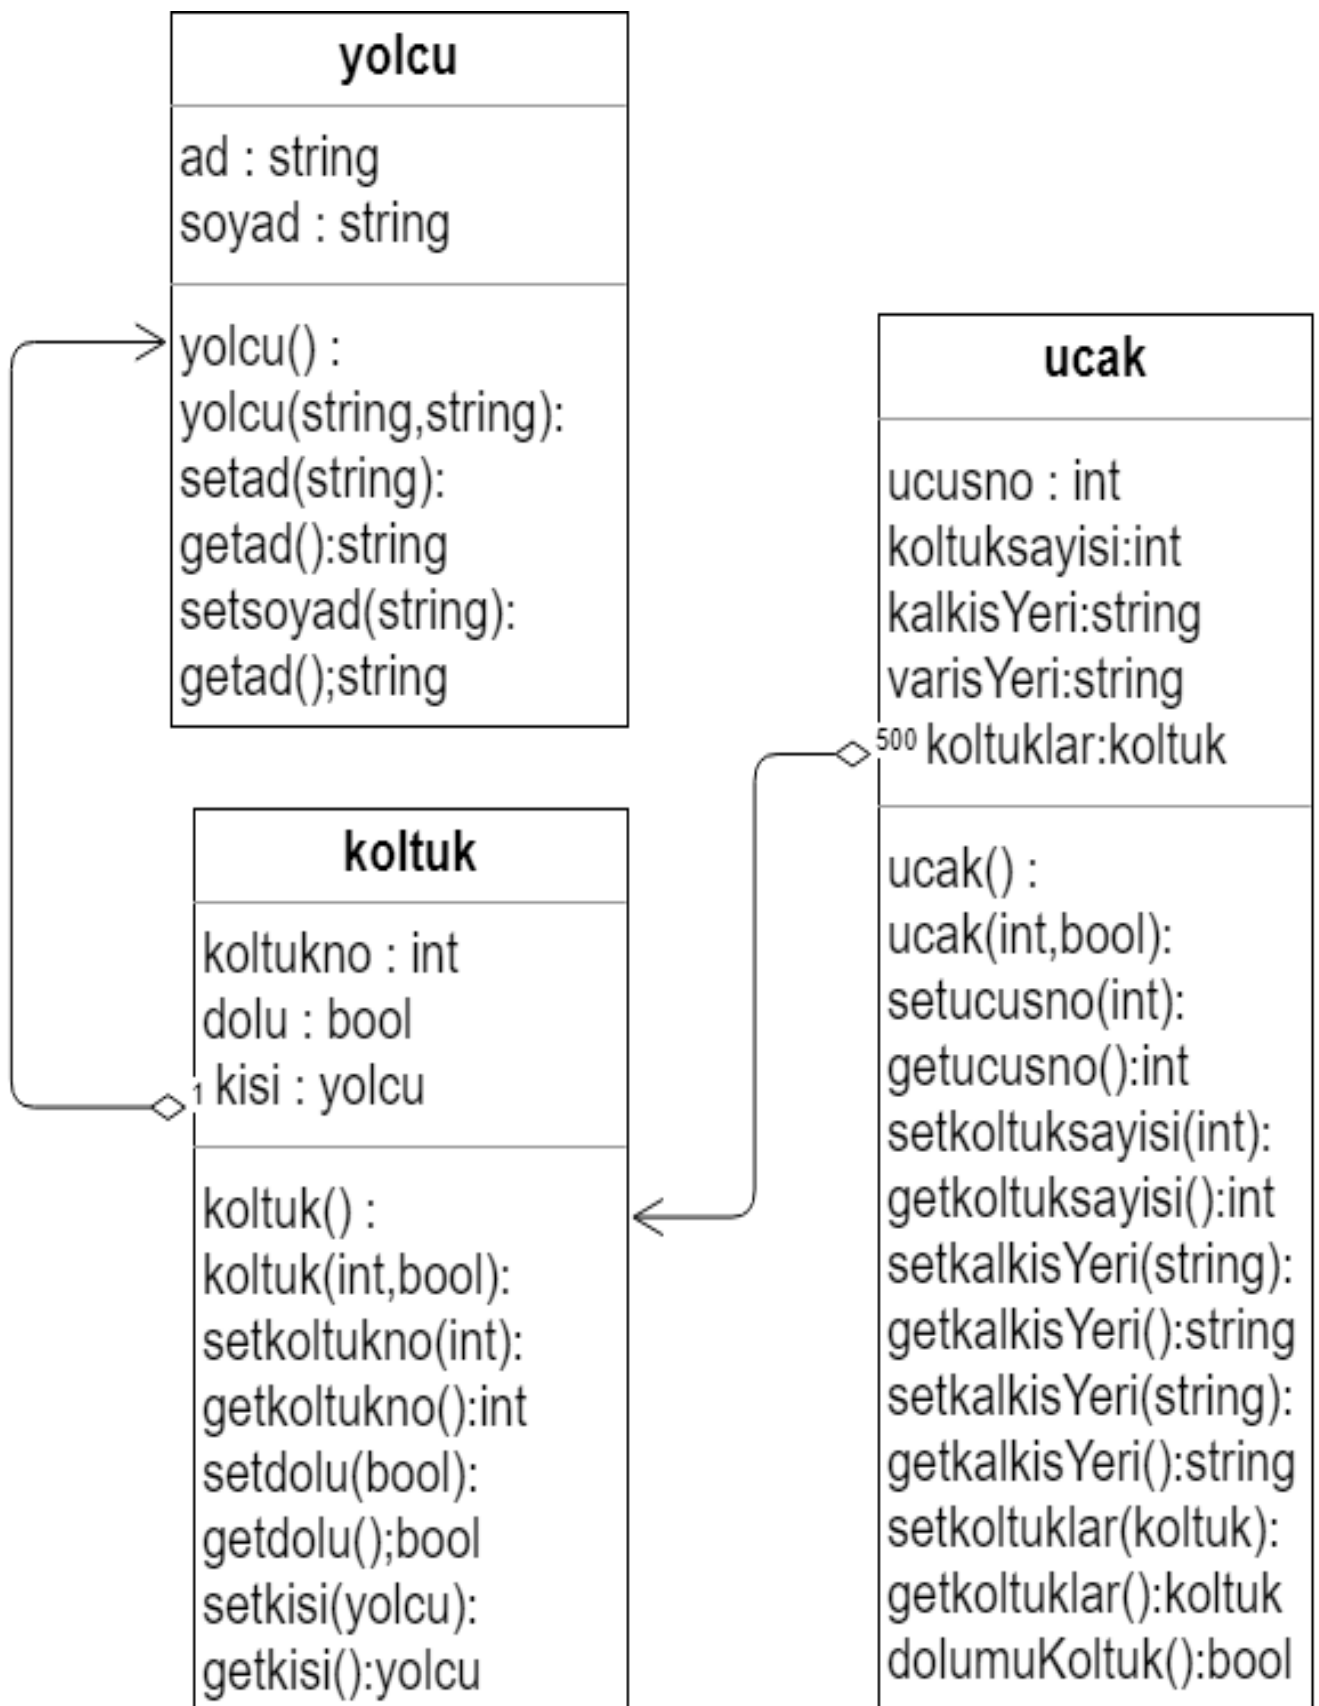 yolcu
ad : string
soyad : string
yolcu() :
yolcu(string,string):
setad(string):
getad():string
setsoyad(string):
getad();string
koltuk
koltukno : int
dolu : bool
1 kisi : yolcu
koltuk() :
koltuk(int,bool):
setkoltukno(int):
getkoltukno():int
setdolu(bool):
getdolu();bool
setkisi(yolcu):
getkisi():yolcu
ucak
ucusno : int
koltuksayisi:int
kalkisYeri:string
varisYeri:string
500 koltuklar:koltuk
ucak() :
ucak(int,bool):
setucusno(int):
getucusno():int
setkoltuksayisi(int):
getkoltuksayisi():int
setkalkisYeri(string):
getkalkisYeri():string
setkalkisYeri(string):
getkalkisYeri():string
setkoltuklar(koltuk):
getkoltuklar():koltuk
dolumuKoltuk():bool